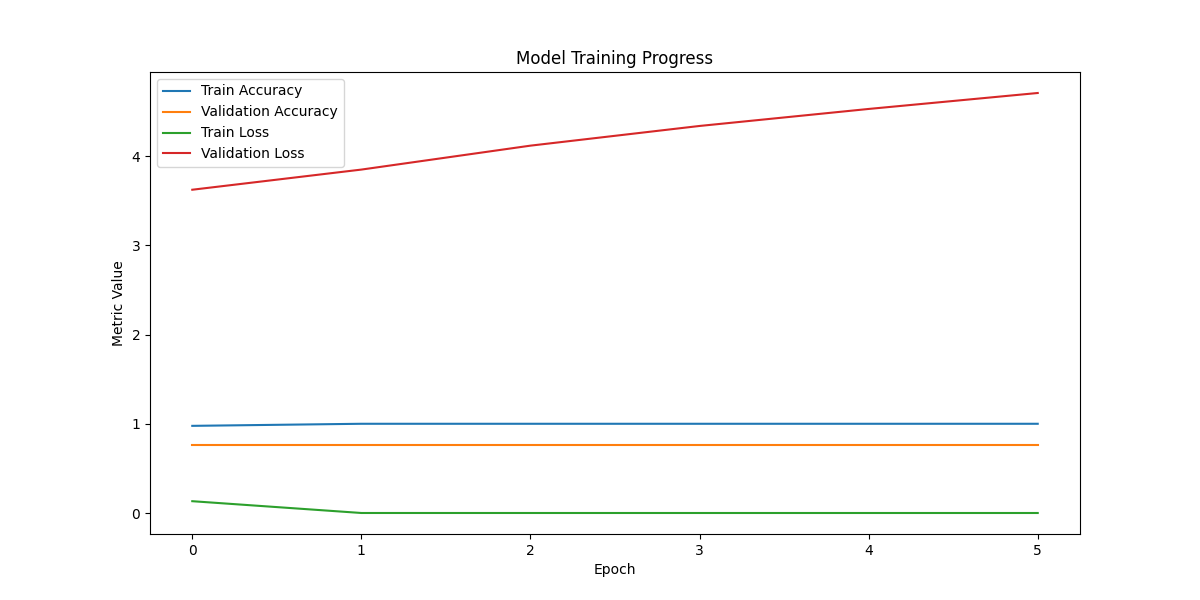 Model Training Progress
Train Accuracy
Validation Accuracy
Train Loss
Validation Loss
4
3
2
1
0
Metric Value
0 1 2 3 4 5
Epoch